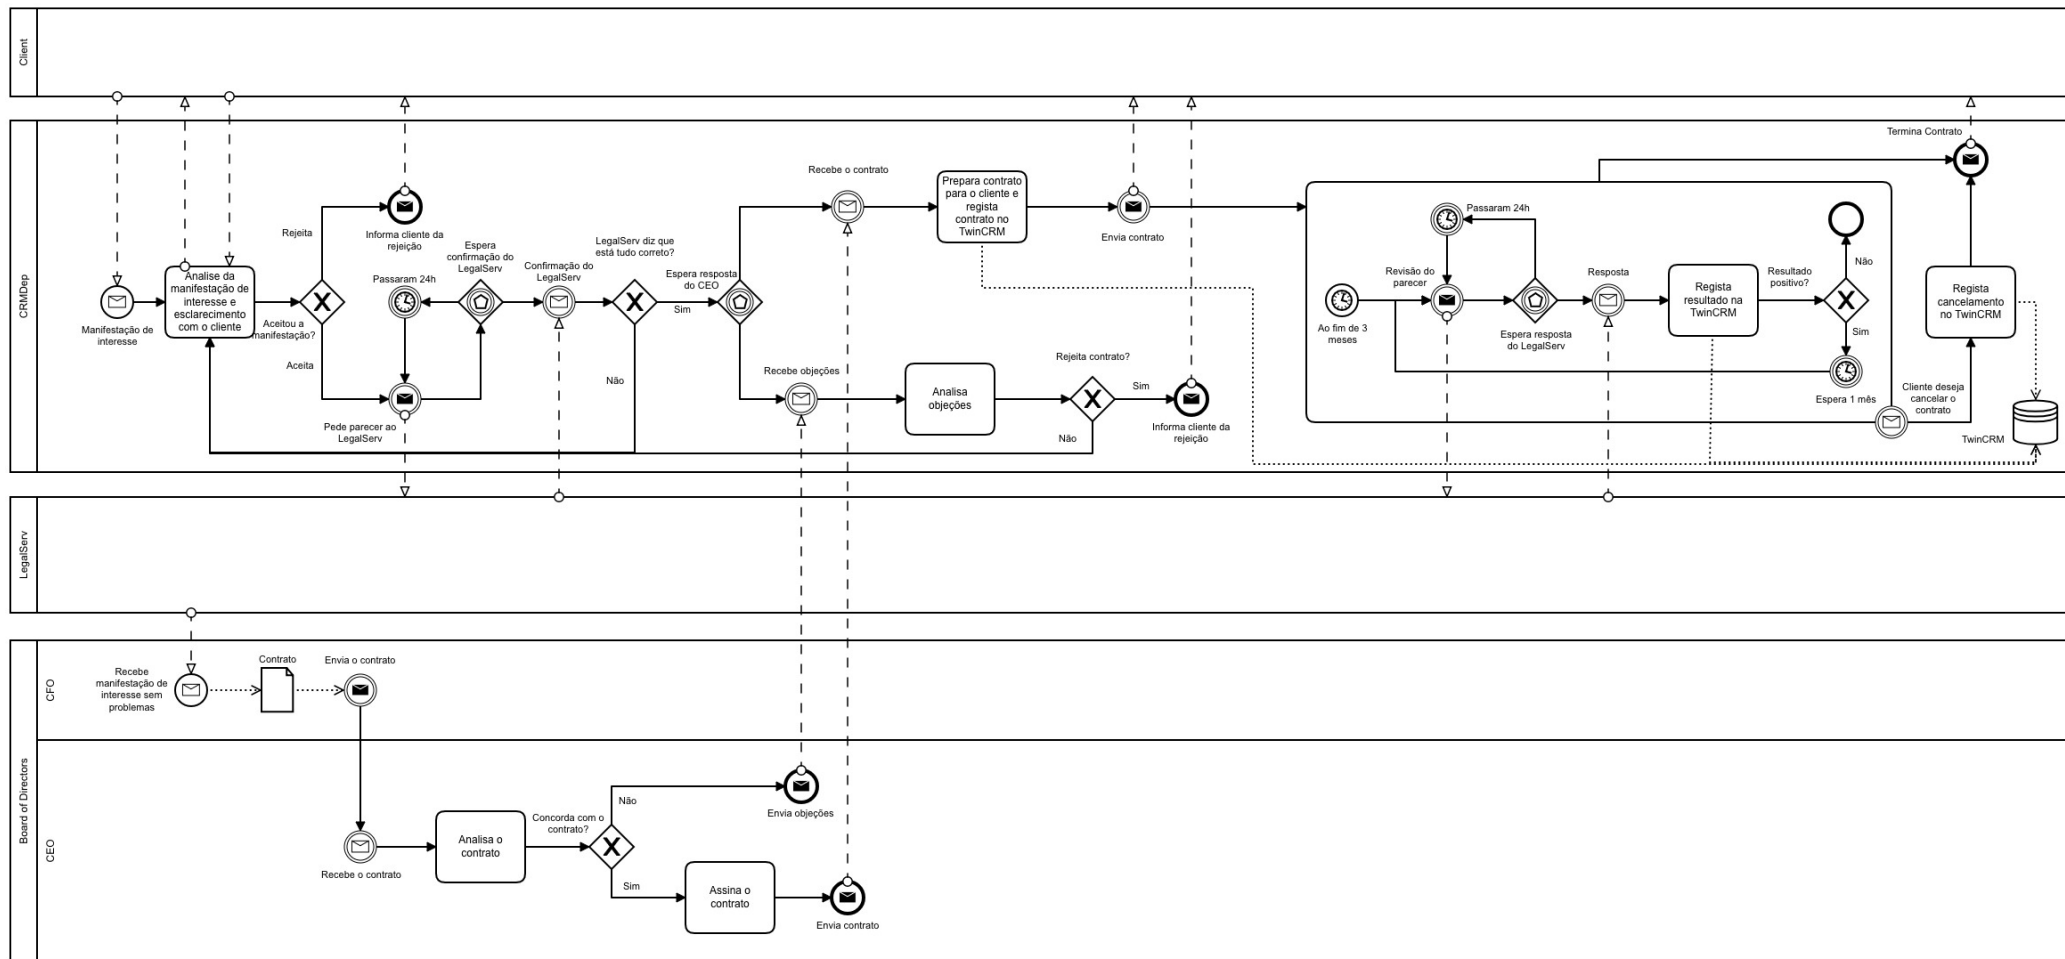 Client
CRMDep
Manifestação de
interesse
Analise da
manifestação de
interesse e
esclarecimento
com o cliente
Rejeita
Aceitou a
manifestação?
Aceita
Informa cliente da
rejeição
Passaram 24h
Pede parecer ao
LegalServ
Espera
confirmação do
LegalServ
Confirmação do
LegalServ
LegalServ diz que
está tudo correto?
Sim
Não
Espera resposta
do CEO
Recebe o contrato
Prepara contrato
para o cliente e
regista
contrato no
TwinCRM
Envia contrato
Recebe objeções
Analisa
objeções
Rejeita contrato?
Sim
Não
Informa cliente da
rejeição
Ao fim de 3
meses
Passaram 24h
Revisão do
parecer
Espera resposta
do LegalServ
Resposta
Regista
resultado na
TwinCRM
Resultado
positivo?
Não
Sim
Espera 1 mês
Cliente deseja
cancelar o
contrato
Regista
cancelamento
no TwinCRM
Termina Contrato
TwinCRM
LegalServ
Board of Directors
CFO
Recebe
manifestação de
interesse sem
problemas
Contrato
Envia o contrato
CEO
Recebe o contrato
Analisa o
contrato
Concorda com o
contrato?
Não
Sim
Envia objeções
Assina o
contrato
Envia contrato